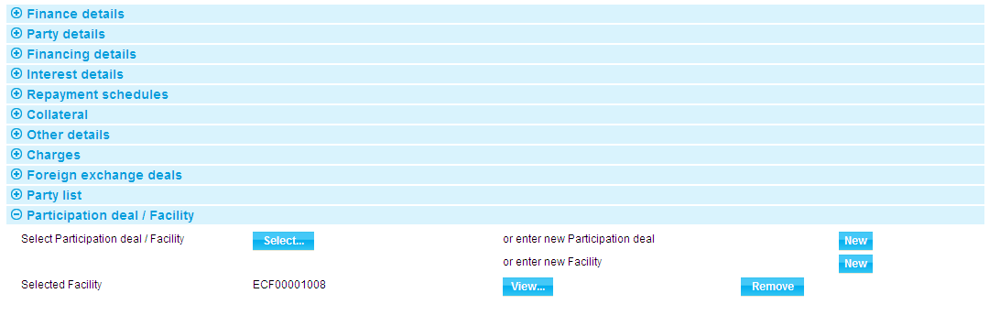 Finance details
Party details
Financing details
Interest details
Repayment schedules
Collateral
Other details
Charges
Foreign exchange deals
Party list
Participation deal / Facility
Select Participation deal / Facility Select... or enter new Participation deal New
or enter new Facility New
Selected Facility ECF00001008 View... Remove